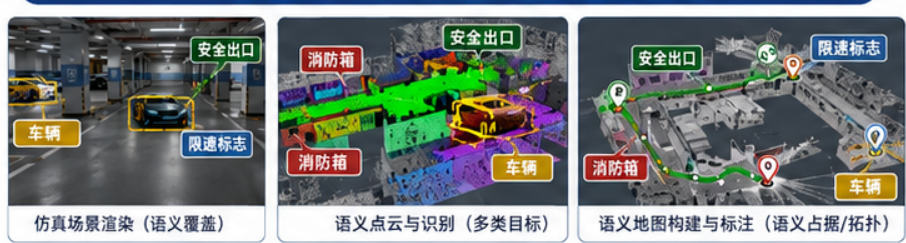 安全出口
车辆
限速标志
仿真场景渲染（语义覆盖）
消防箱
安全出口
消防箱
车辆
语义点云与识别（多类目标）
安全出口
限速标志
消防箱
车辆
语义地图构建与标注（语义占据/拓扑）